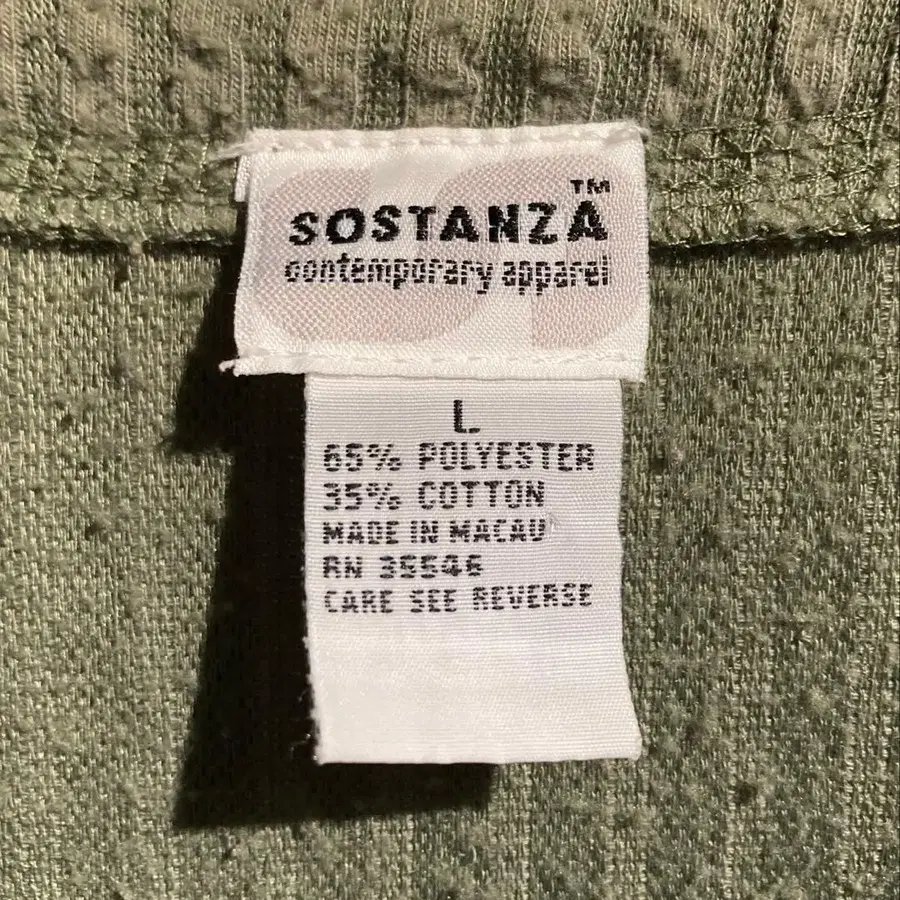 SOSTANZA™
contemporary apparel
L
65% POLYESTER
35% COTTON
MADE IN MACAU
RN 35546
CARE SEE REVERSE